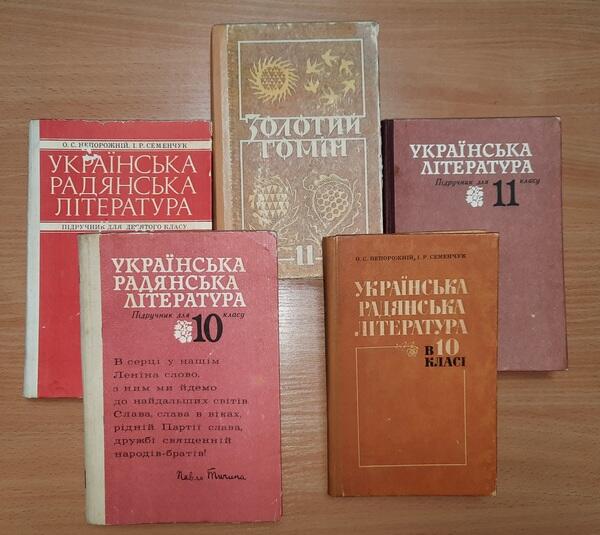 О. С. НЕПОРОЖНІЙ, І. Р. СЕМЕНЧУК
УКРАЇНСЬКА
РАДЯНСЬКА
ЛІТЕРАТУРА
ПІДРУЧНИК ДЛЯ ДЕСЯТОГО КЛАСУ
ЗОЛОТИЙ
ГОМІН
11
УКРАЇНСЬКА
ЛІТЕРАТУРА
Підручник для 11 класу
УКРАЇНСЬКА
РАДЯНСЬКА
ЛІТЕРАТУРА
Підручник для 10 класу
В серці у нашім
Леніна слово,
з ним ми йдемо
до найдальших світів.
Слава, слава в віках,
рідній Партії слава,
дружбі священній
народів-братів!
Павло Тичина
О. С. НЕПОРОЖНІЙ, І. Р. СЕМЕНЧУК
УКРАЇНСЬКА
РАДЯНСЬКА
ЛІТЕРАТУРА
В 10
КЛАСІ